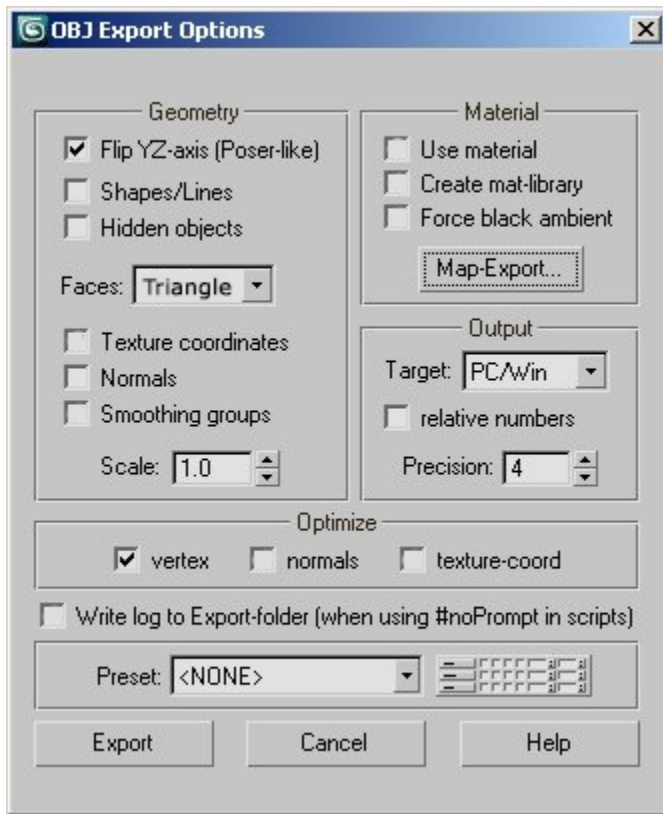 OBJ Export Options
Geometry
Flip YZ-axis (Poser-like)
Shapes/Lines
Hidden objects
Faces: Triangle
Texture coordinates
Normals
Smoothing groups
Scale: 1.0
Material
Use material
Create mat-library
Force black ambient
Map-Export...
Output
Target: PC/Win
relative numbers
Precision: 4
Optimize
vertex normals texture-coord
Write log to Export-folder (when using #noPrompt in scripts)
Preset: <NONE>
Export Cancel Help